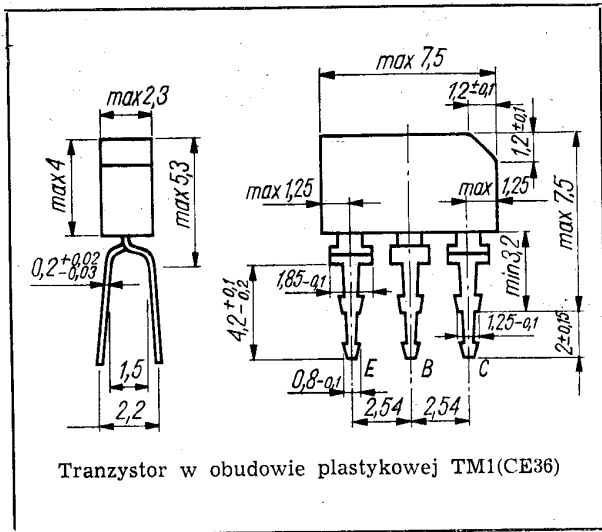 max 7,5
1,2±0,1
max 2,3
1,2±0,1
max 4
max 5,3
max 1,25
max 1,25
max 7,5
0,2 +0,02 -0,03
1,85-0,1
min 3,2
4,2 +0,1 -0,2
1,25-0,1
2±0,15
E
B
C
1,5
0,8-0,1
2,2
2,54
2,54
Tranzystor w obudowie plastykowej TM1(CE36)